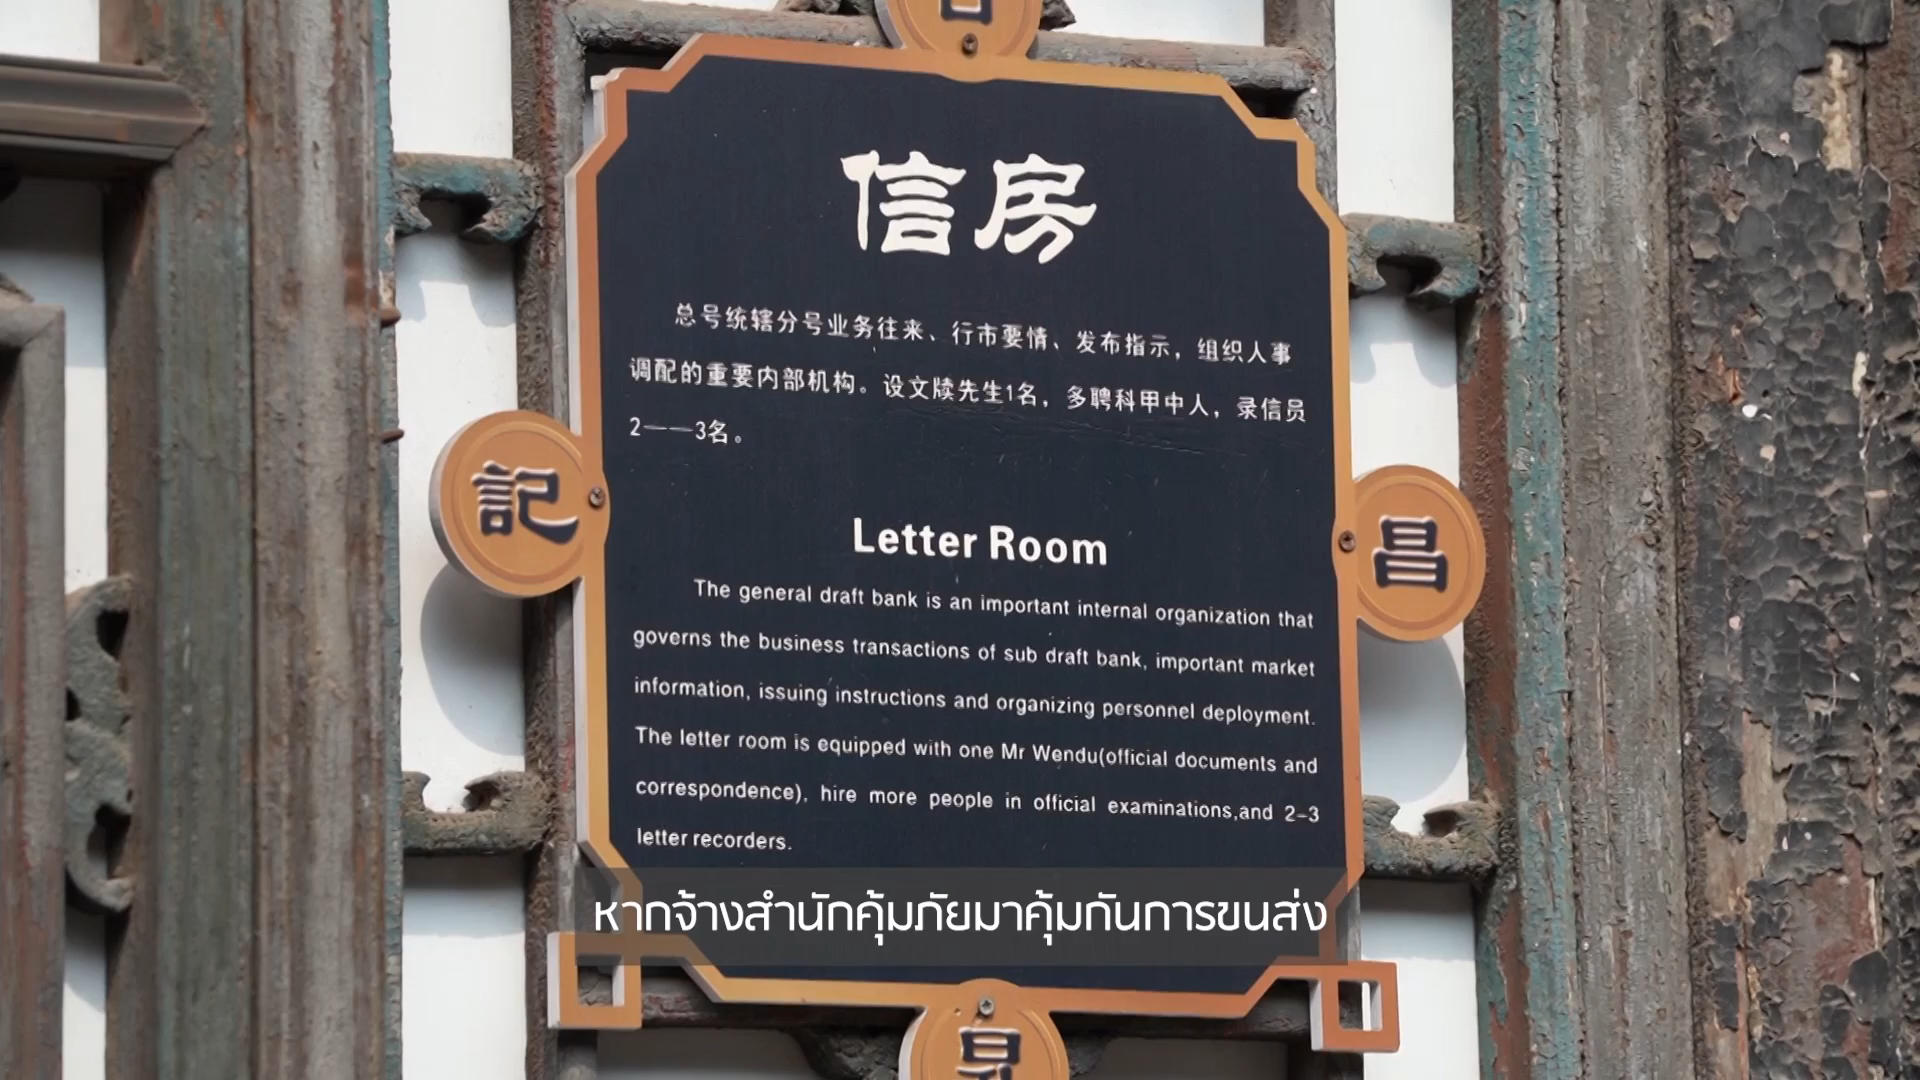 信房
总号统辖分号业务往来、行市要情、发布指示，组织人事
调配的重要内部机构。设文牍先生1名，多聘科甲中人，录信员
2——3名。
記
昌
Letter Room
The general draft bank is an important internal organization that
governs the business transactions of sub draft bank, important market
information, issuing instructions and organizing personnel deployment.
The letter room is equipped with one Mr Wendu(official documents and
correspondence), hire more people in official examinations,and 2-3
letter recorders.
หากจ้างสำนักคุ้มภัยมาคุ้มกันการขนส่ง